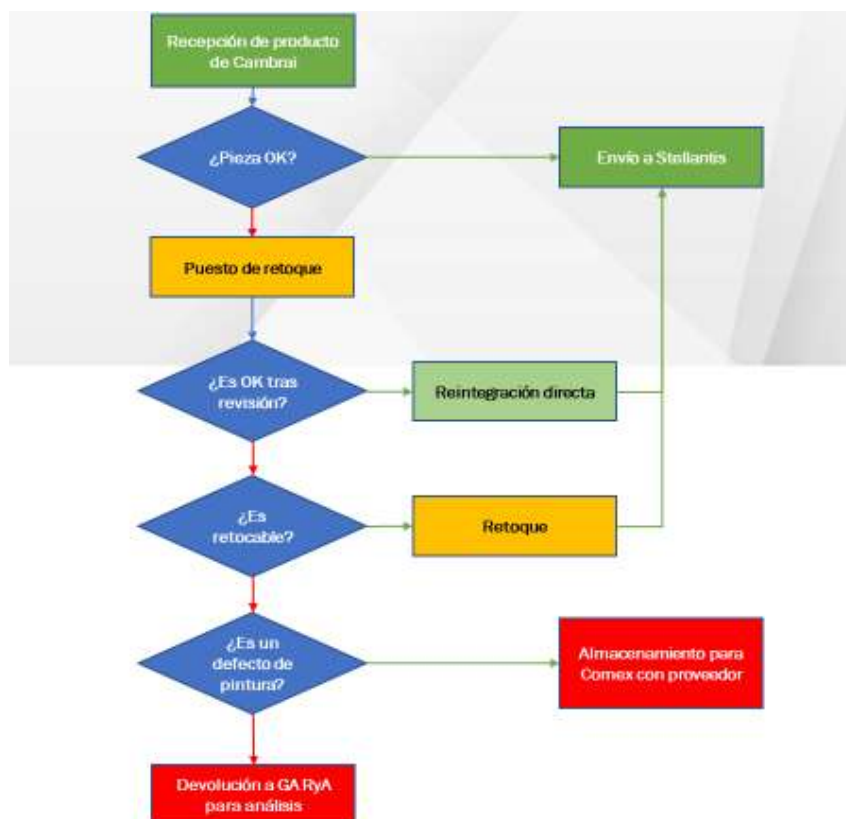 Recepción de producto
de Cambrai
¿Pieza OK?
Envío a Stellantis
Puesto de retoque
¿Es OK tras
revisión?
Reintegración directa
¿Es
retocable?
Retoque
¿Es un
defecto de
pintura?
Almacenamiento para
Comex con proveedor
Devolución a GA RyA
para análisis